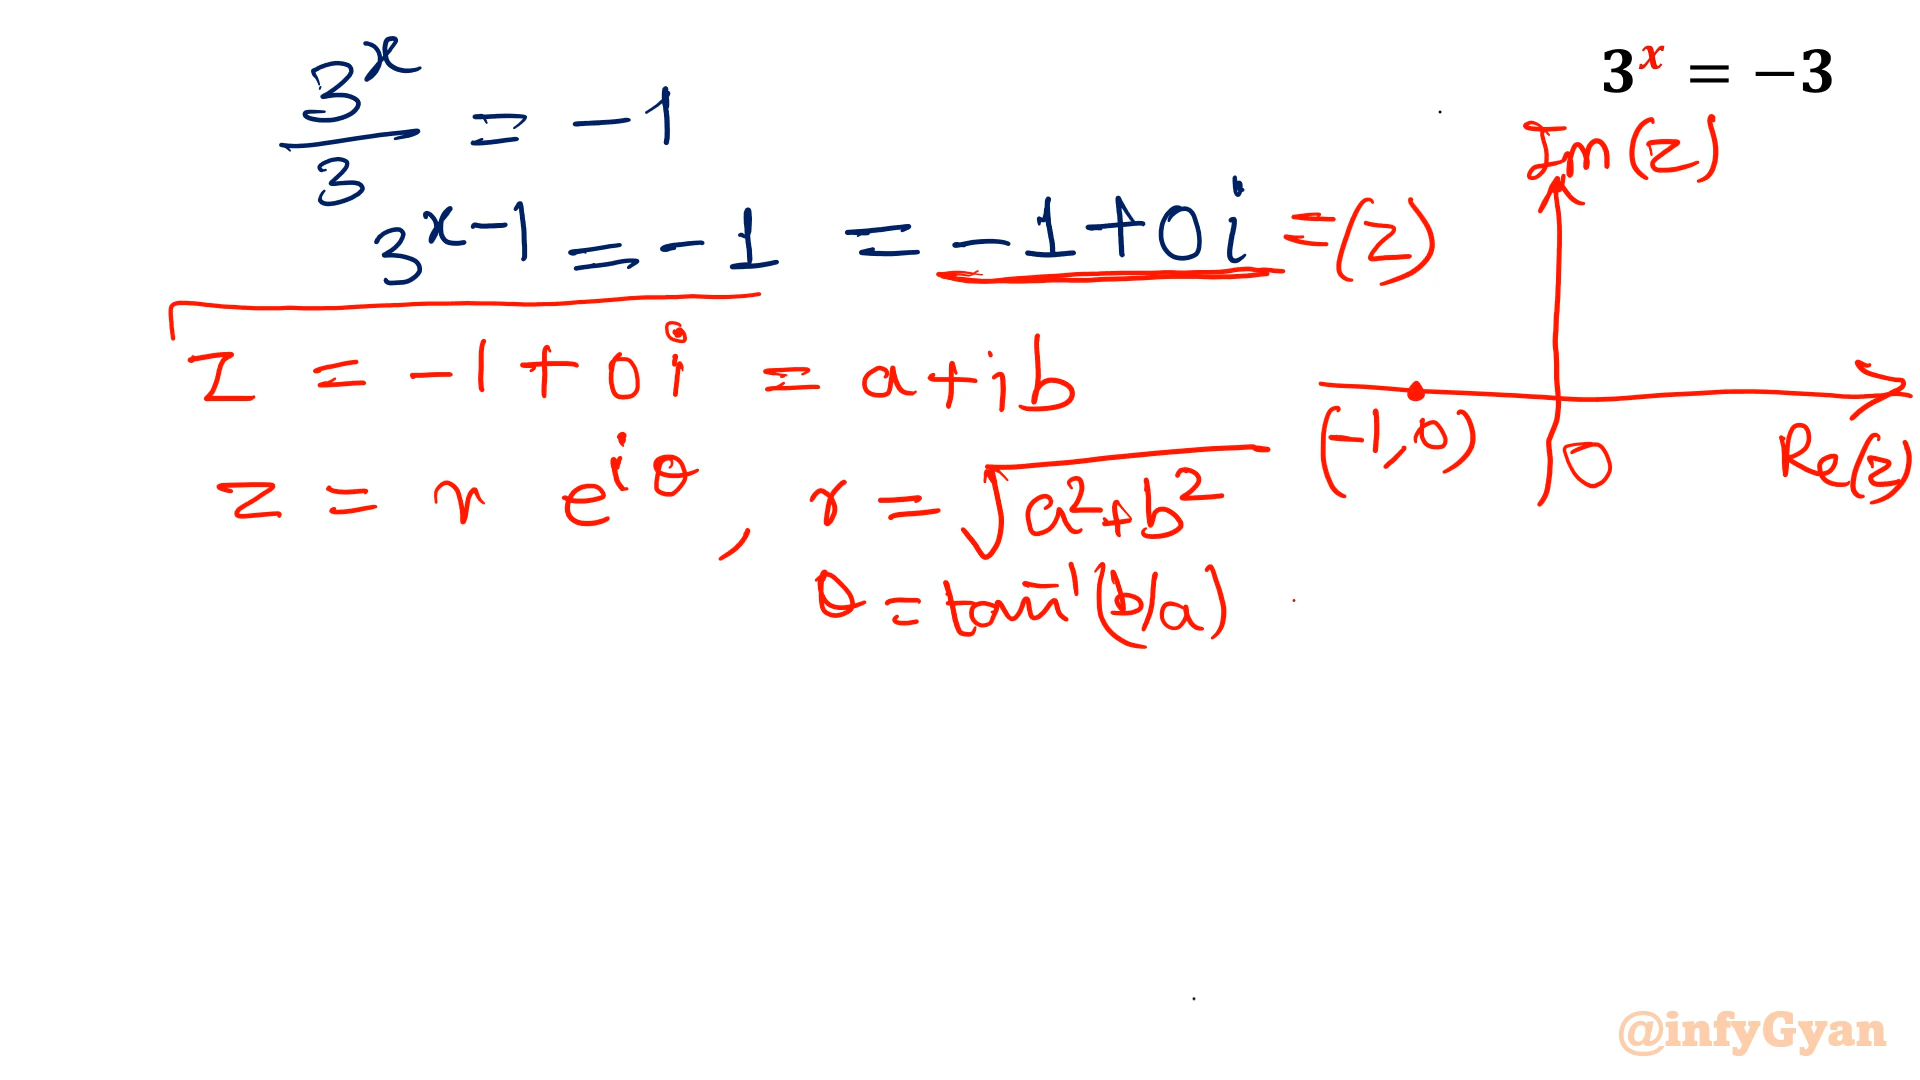 3^x = -3
3^x / 3 = -1
3^(x-1) = -1 = -1+0i = (z)
z = -1+0i = a+ib
z = r e^(iθ), r = √(a²+b²)
θ = tan⁻¹(b/a)
Im(z)
(-1,0)
0
Re(z)
@infyGyan